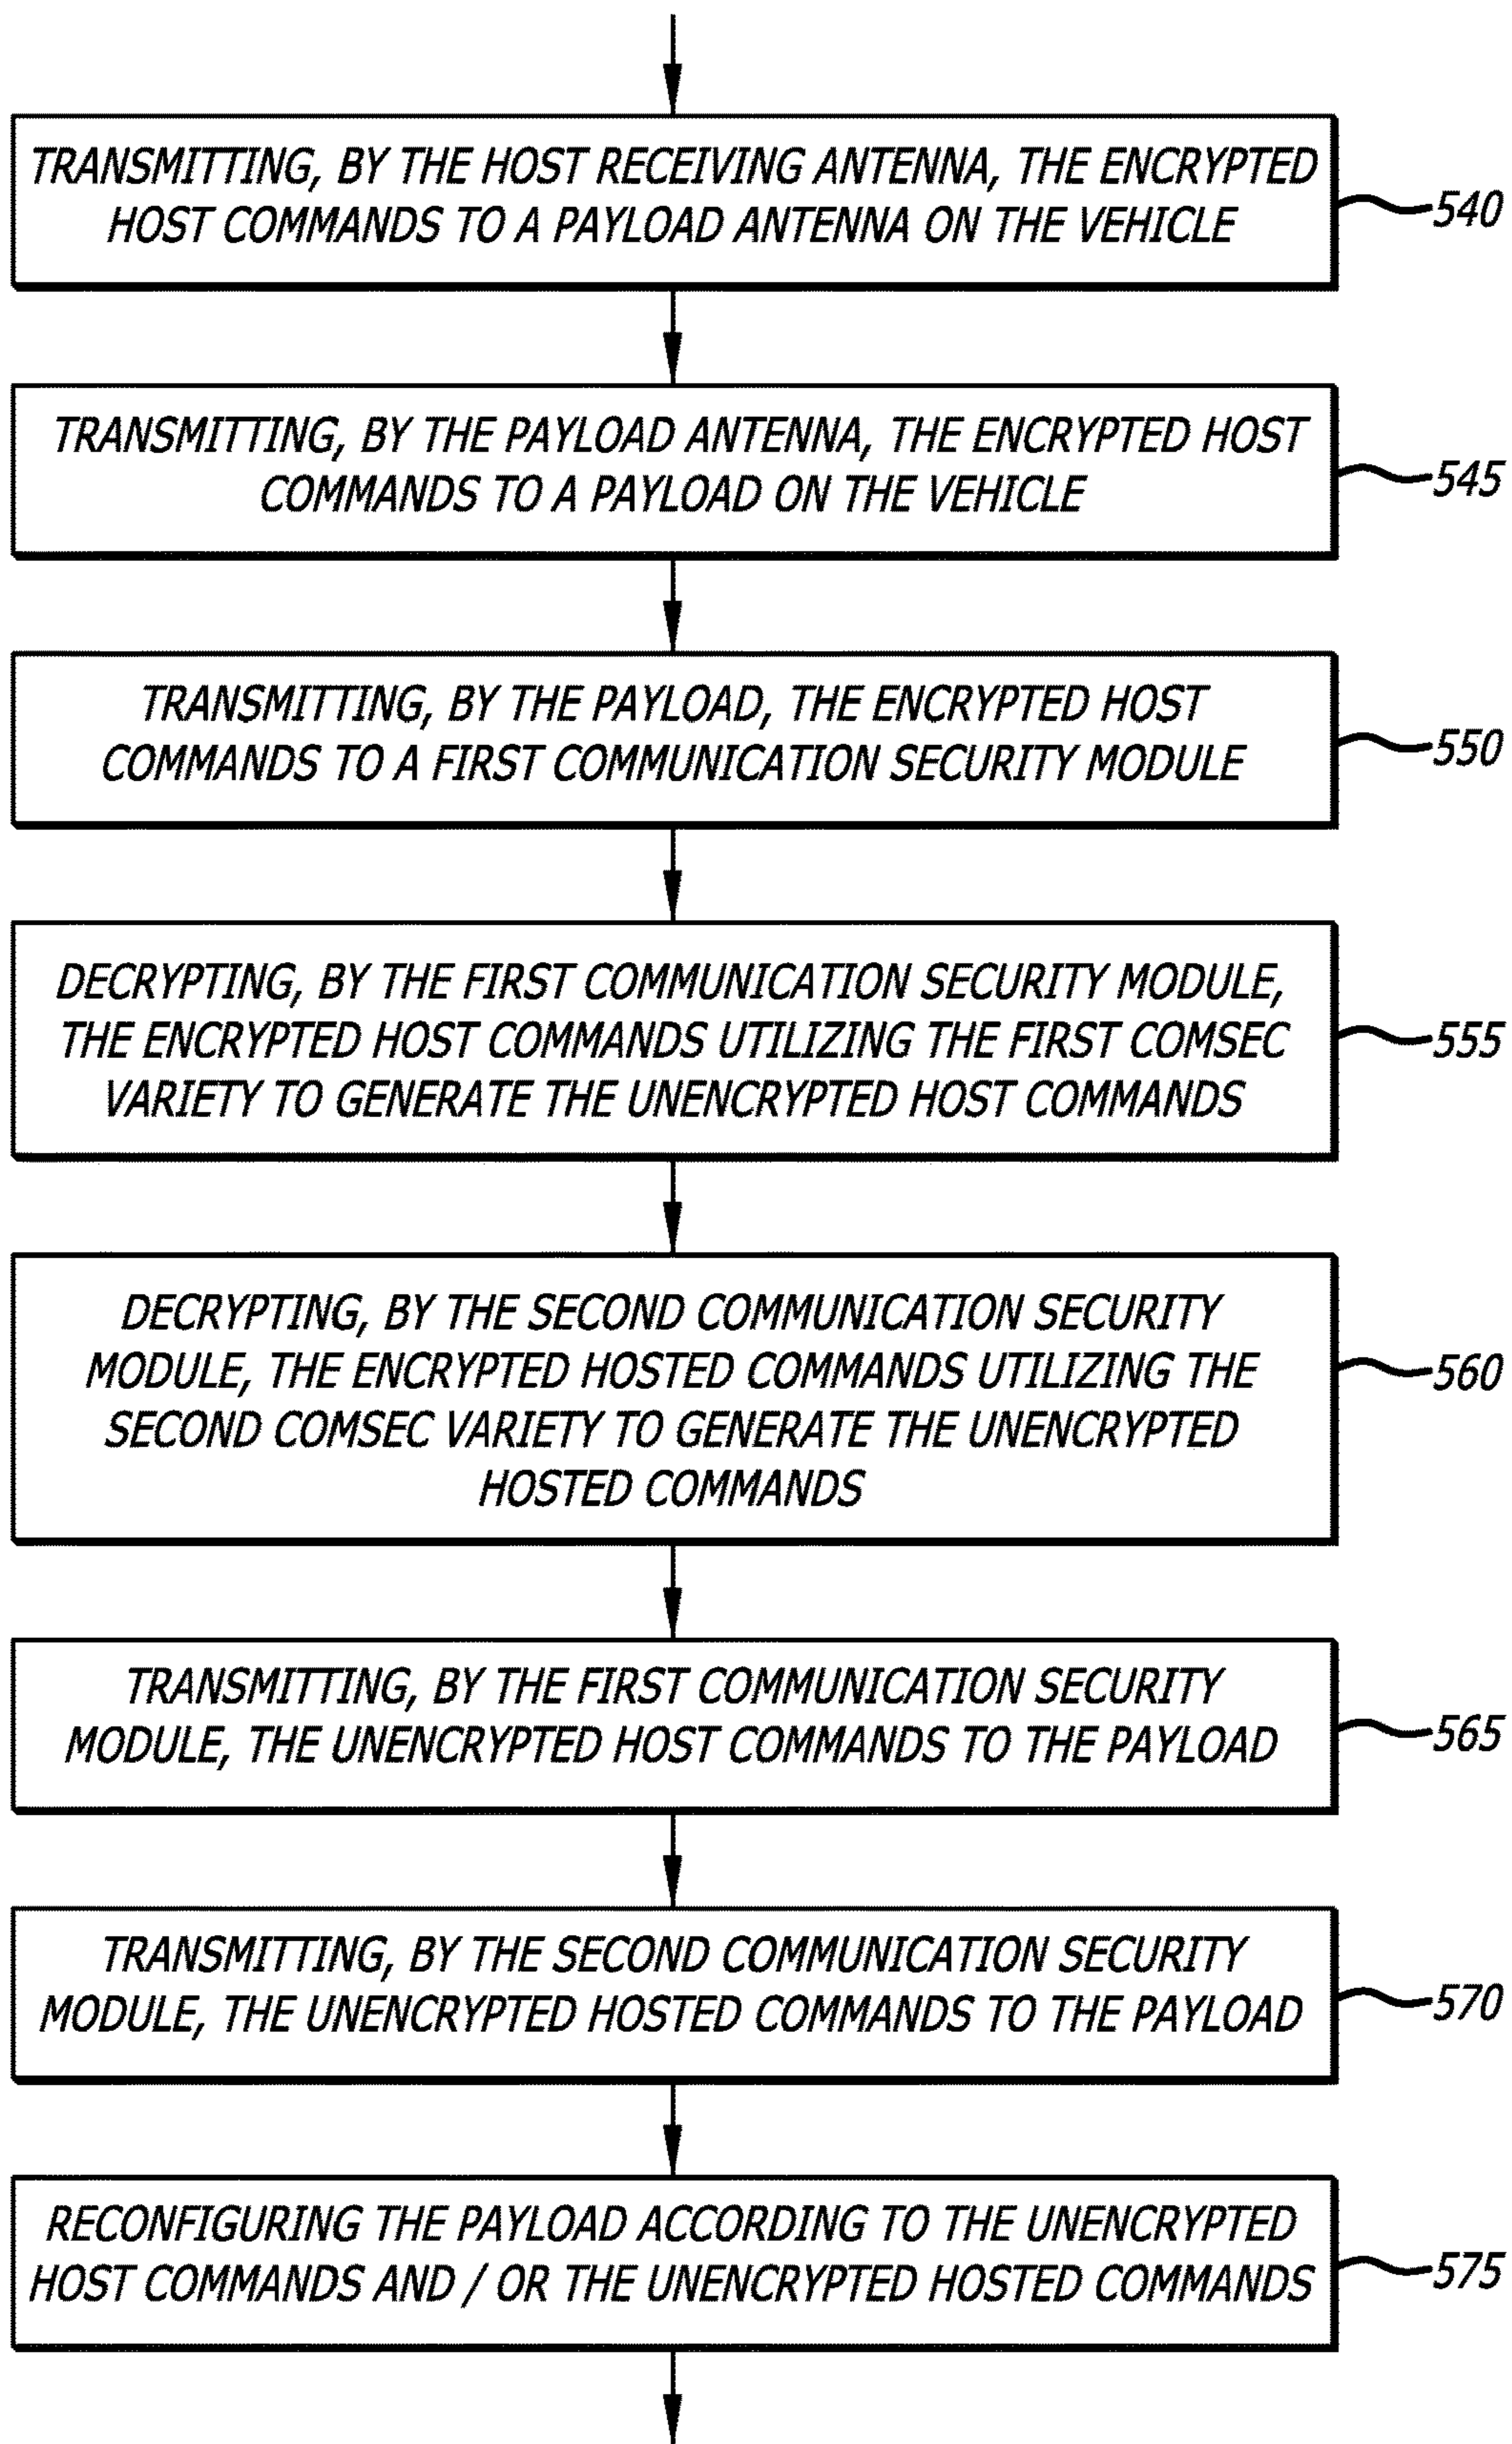 TRANSMITTING, BY THE HOST RECEIVING ANTENNA, THE ENCRYPTED
HOST COMMANDS TO A PAYLOAD ANTENNA ON THE VEHICLE
540
TRANSMITTING, BY THE PAYLOAD ANTENNA, THE ENCRYPTED HOST
COMMANDS TO A PAYLOAD ON THE VEHICLE
545
TRANSMITTING, BY THE PAYLOAD, THE ENCRYPTED HOST
COMMANDS TO A FIRST COMMUNICATION SECURITY MODULE
550
DECRYPTING, BY THE FIRST COMMUNICATION SECURITY MODULE,
THE ENCRYPTED HOST COMMANDS UTILIZING THE FIRST COMSEC
VARIETY TO GENERATE THE UNENCRYPTED HOST COMMANDS
555
DECRYPTING, BY THE SECOND COMMUNICATION SECURITY
MODULE, THE ENCRYPTED HOSTED COMMANDS UTILIZING THE
SECOND COMSEC VARIETY TO GENERATE THE UNENCRYPTED
HOSTED COMMANDS
560
TRANSMITTING, BY THE FIRST COMMUNICATION SECURITY
MODULE, THE UNENCRYPTED HOST COMMANDS TO THE PAYLOAD
565
TRANSMITTING, BY THE SECOND COMMUNICATION SECURITY
MODULE, THE UNENCRYPTED HOSTED COMMANDS TO THE PAYLOAD
570
RECONFIGURING THE PAYLOAD ACCORDING TO THE UNENCRYPTED
HOST COMMANDS AND / OR THE UNENCRYPTED HOSTED COMMANDS
575